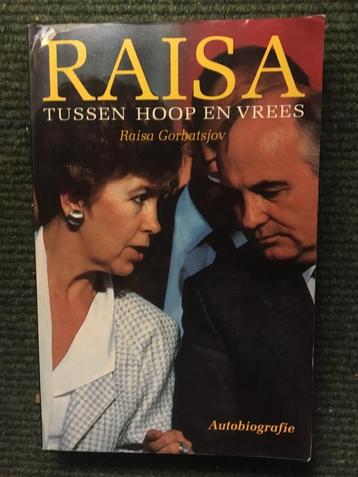 RAISA
TUSSEN HOOP EN VREES
Raisa Gorbatsjov
Autobiografie